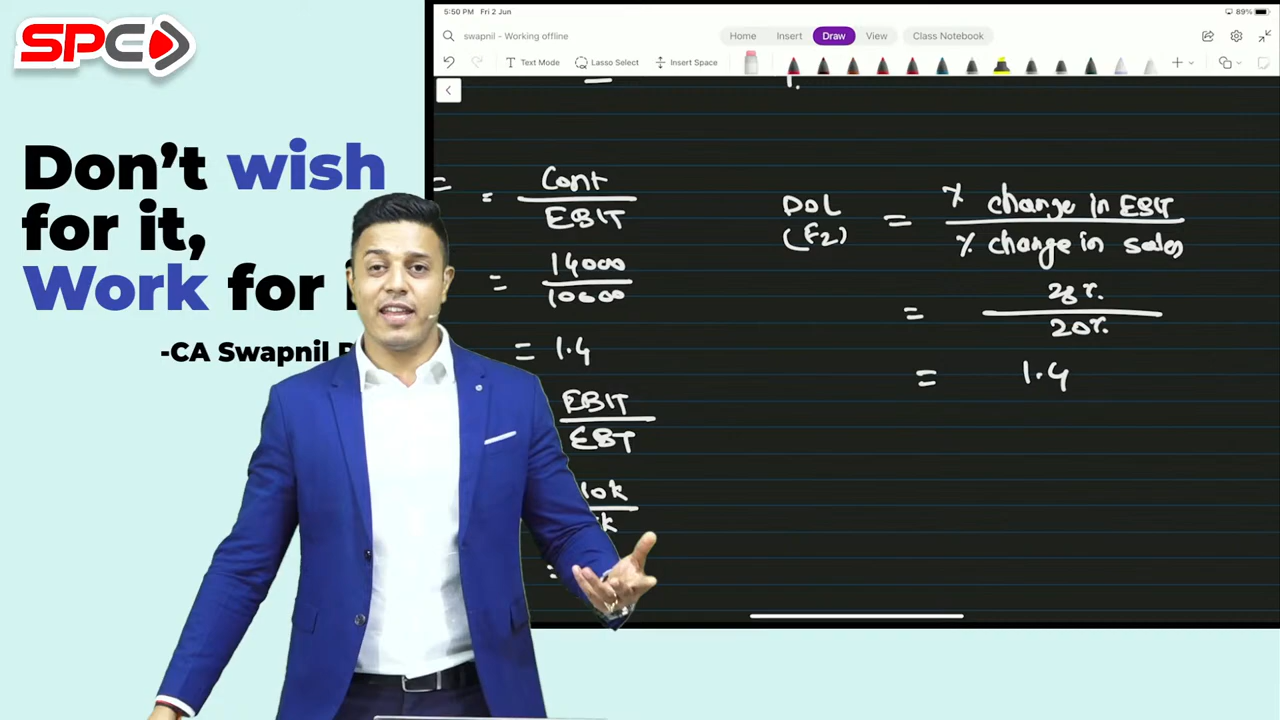 SPC
5:50 PM Fri 2 Jun
89%
swapnil - Working offline
Home Insert Draw View Class Notebook
Text Mode Lasso Select Insert Space
Don't wish
for it,
Work for
-CA Swapnil
= = Cont
EBIT
= 14000
10000
= 1.4
EBIT
EBT
10k
k
DOL (F2) = % change in EBIT
% change in sales
= 28%
20%
= 1.4